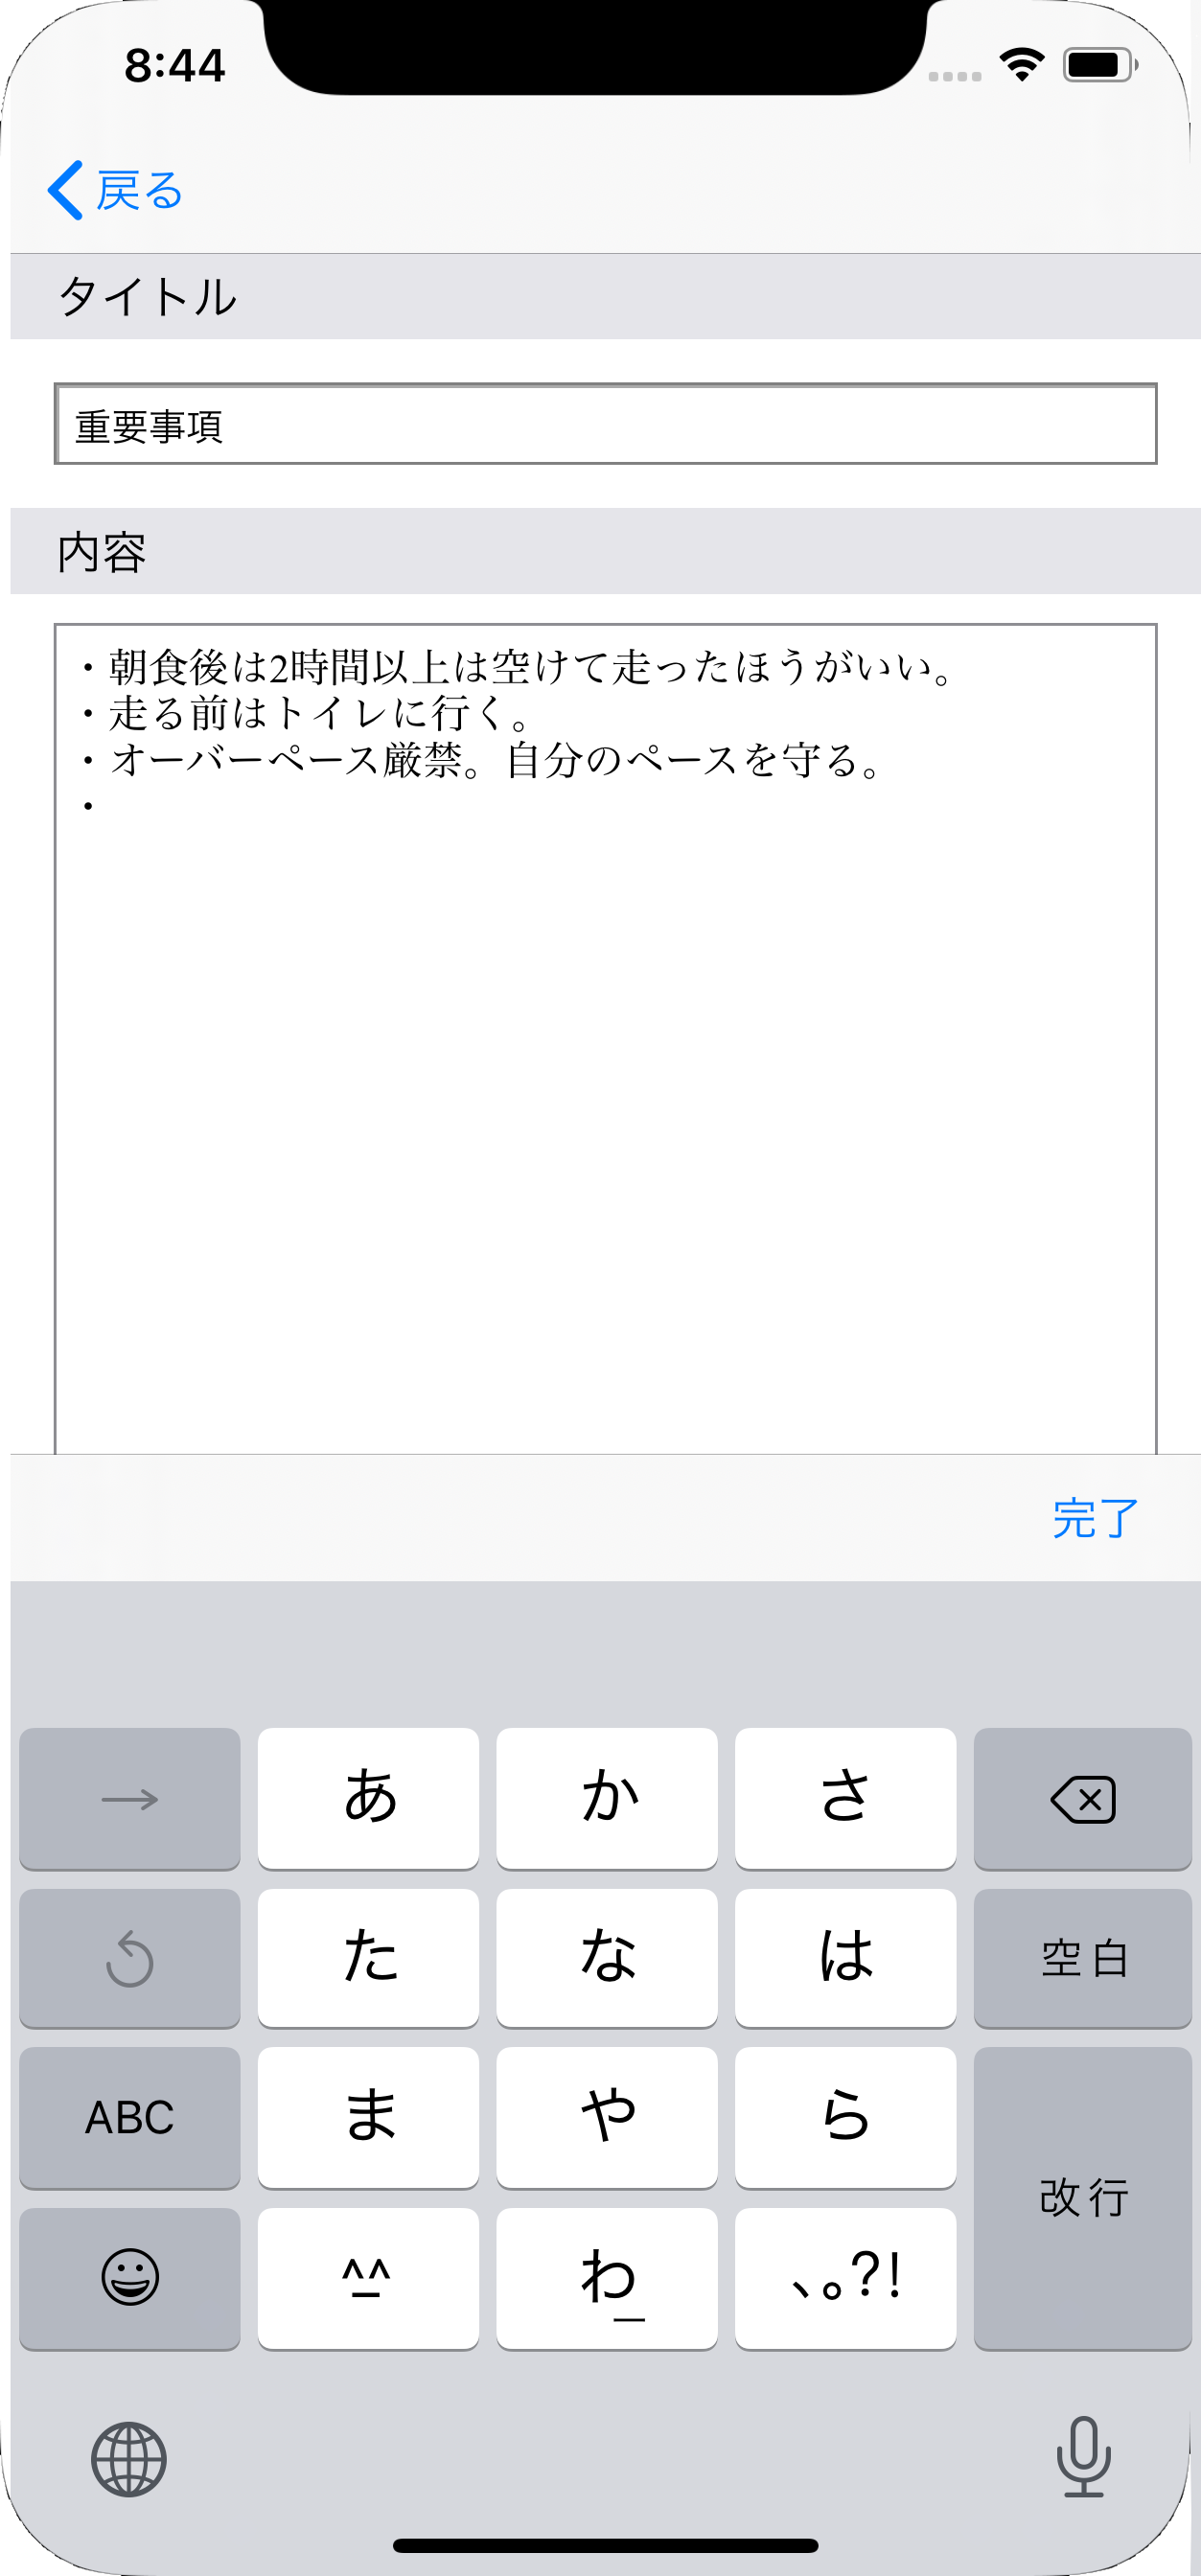 8:44
戻る
タイトル
重要事項
内容
・朝食後は2時間以上は空けて走ったほうがいい。
・走る前はトイレに行く。
・オーバーペース厳禁。自分のペースを守る。
・
完了
→ あ か さ
た な は 空白
ABC ま や ら
改行
^_^ わ_ 、。?!